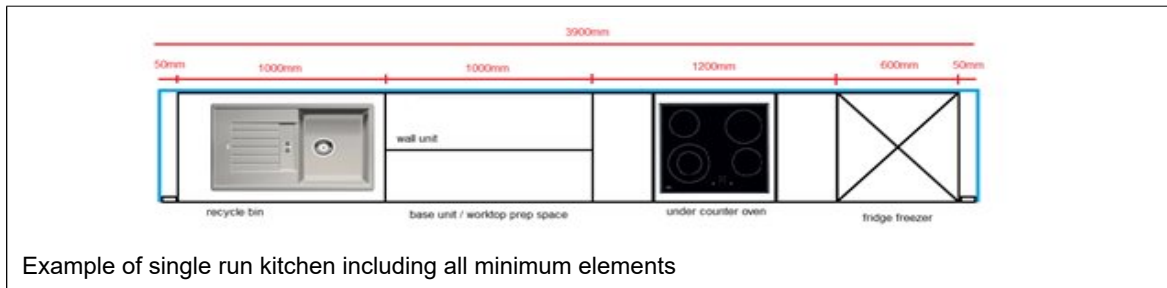 3900mm
50mm 1000mm 1000mm 1200mm 600mm 50mm
wall unit
recycle bin base unit / worktop prep space under counter oven fridge freezer
Example of single run kitchen including all minimum elements